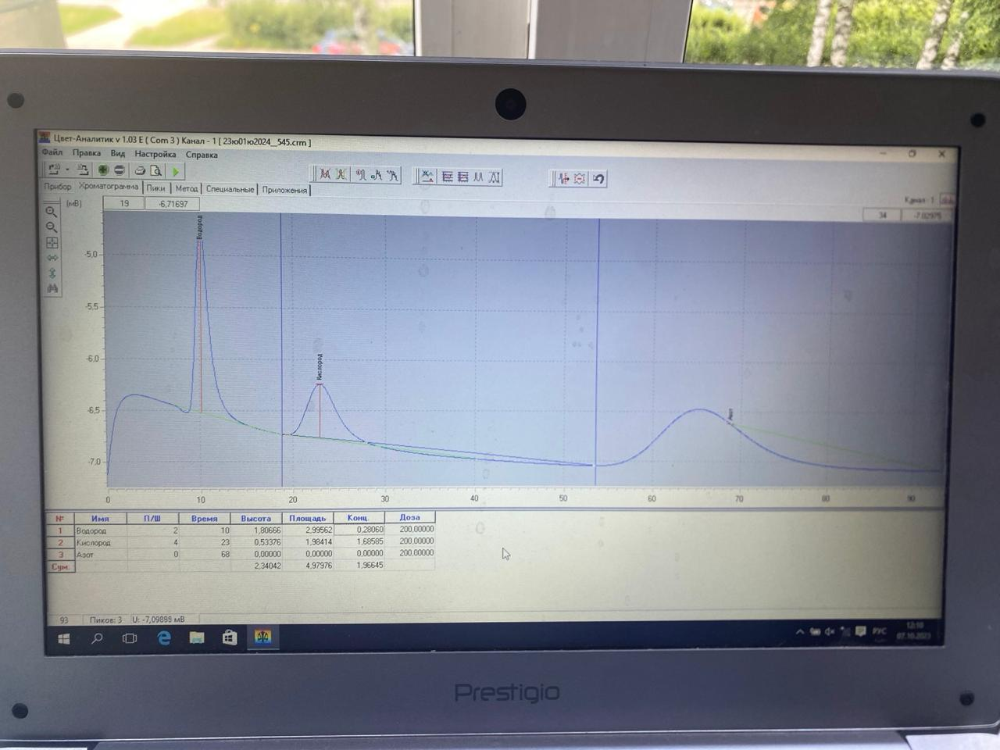 Цвет-Аналитик v 1.03 E ( Com 3 ) Канал - 1 [ 23ю01ю2024__545.crm ]
Файл Правка Вид Настройка Справка
Прибор Хроматограмма Пики Метод Специальные Приложения
Канал - 1
(мВ) 19 -6,71697
34 -7.02975
Водород
-5,0
-5,5
-6,0
Кислород
-6,5
Азот
-7,0
0 10 20 30 40 50 60 70 80 90
№ Имя П/Ш Время Высота Площадь Конц. Доза
1 Водород 2 10 1,80666 2,99562 0,28060 200,00000
2 Кислород 4 23 0,53376 1,98414 1,68585 200,00000
3 Азот 0 68 0,00000 0,00000 0,00000 200,00000
Сум. 2,34042 4,97976 1,96645
93 Пиков: 3 U: -7,09899 мВ
РУС
12:10
07.10.2023
Prestigio